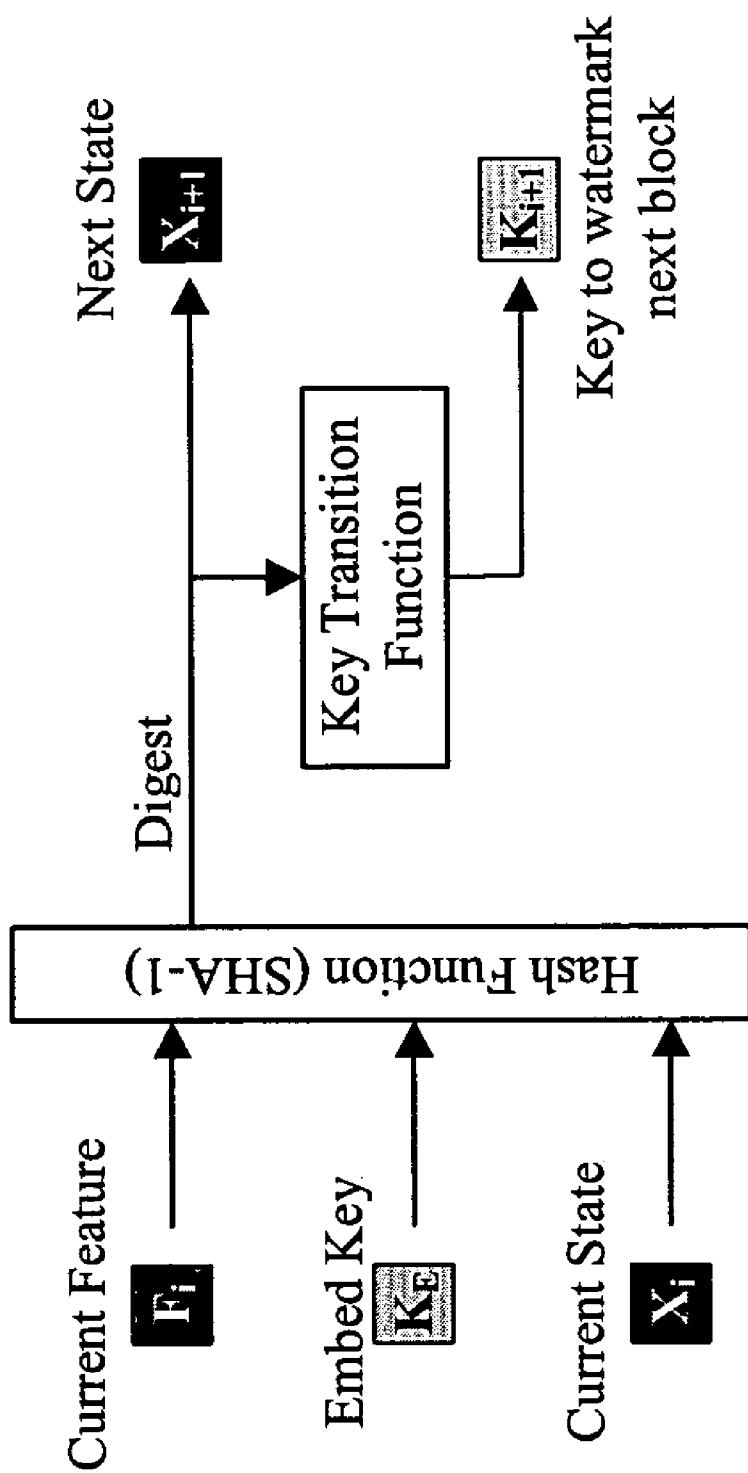 Current Feature
Fᵢ
Embed Key
K_E
Current State
Xᵢ
Hash Function (SHA-1)
Digest
Key Transition
Function
Next State
Xᵢ₊₁
Kᵢ₊₁
Key to watermark
next block